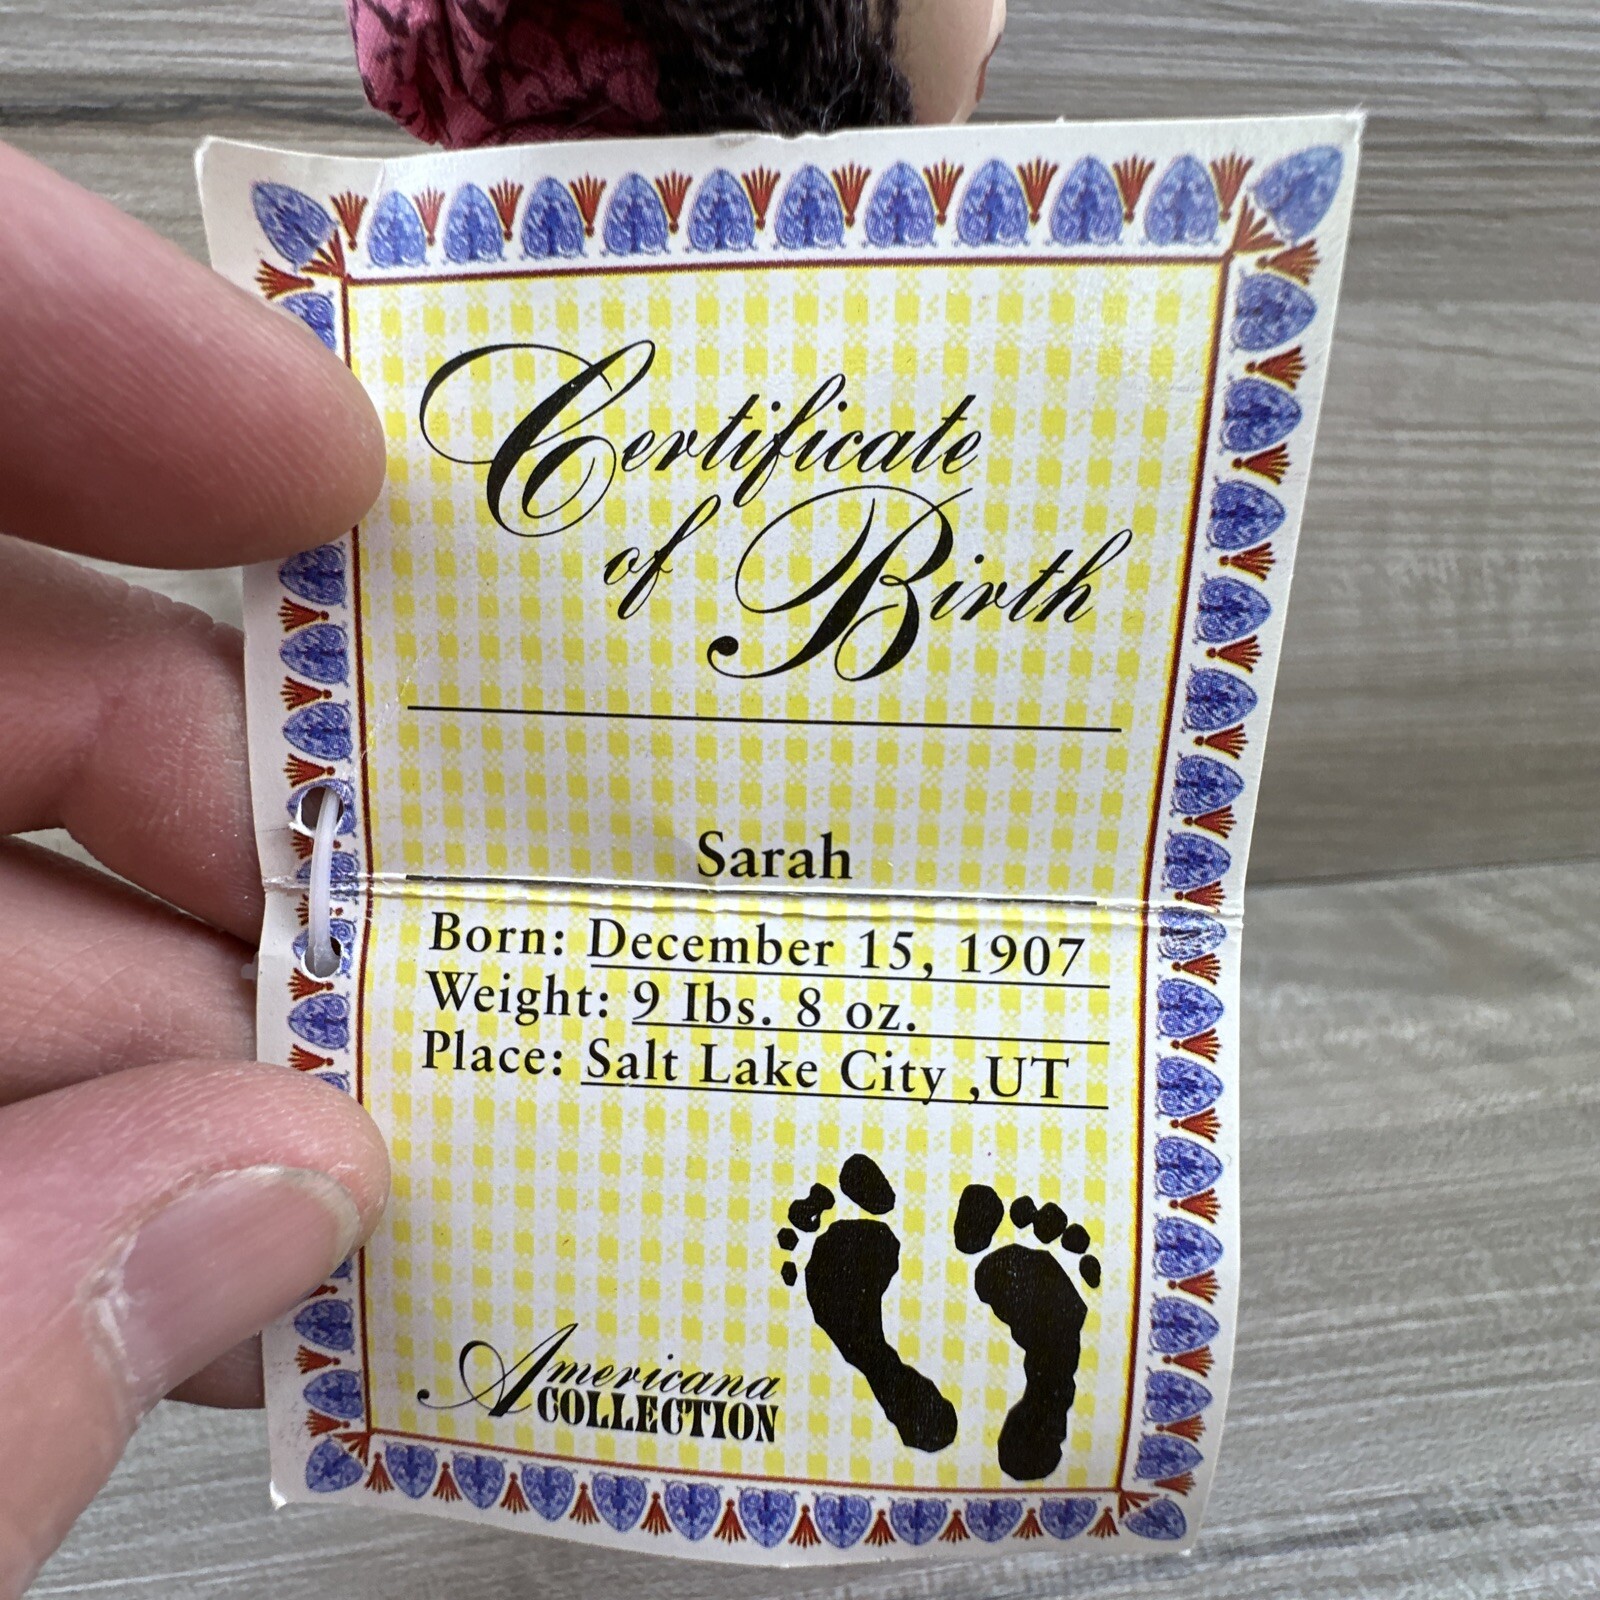 Certificate
of Birth
Sarah
Born: December 15, 1907
Weight: 9 Ibs. 8 oz.
Place: Salt Lake City ,UT
Americana
COLLECTION